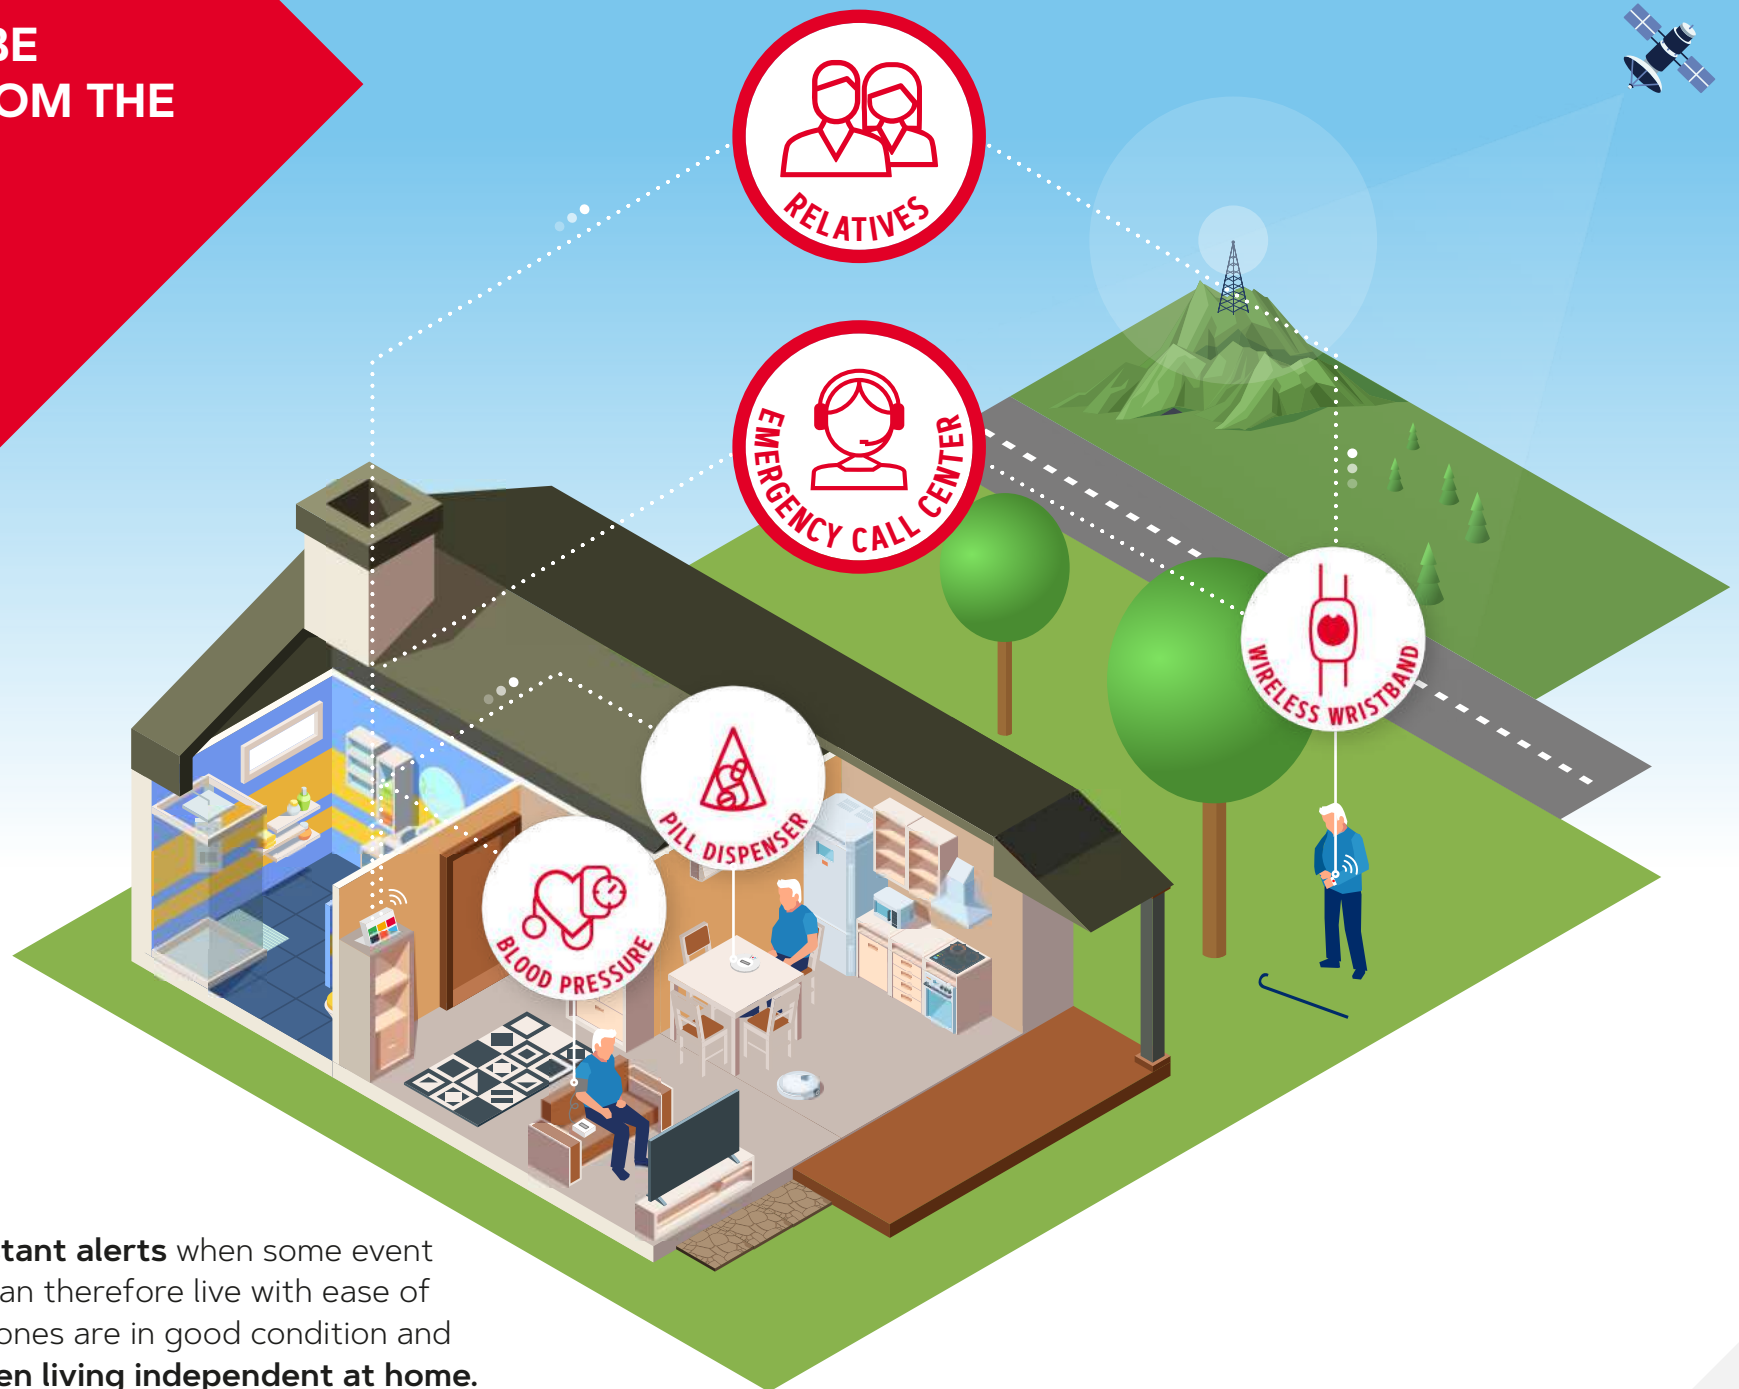 BE
OM THE
RELATIVES
EMERGENCY CALL CENTER
WIRELESS WRISTBAND
PILL DISPENSER
BLOOD PRESSURE
tant alerts when some event
an therefore live with ease of
ones are in good condition and
en living independent at home.